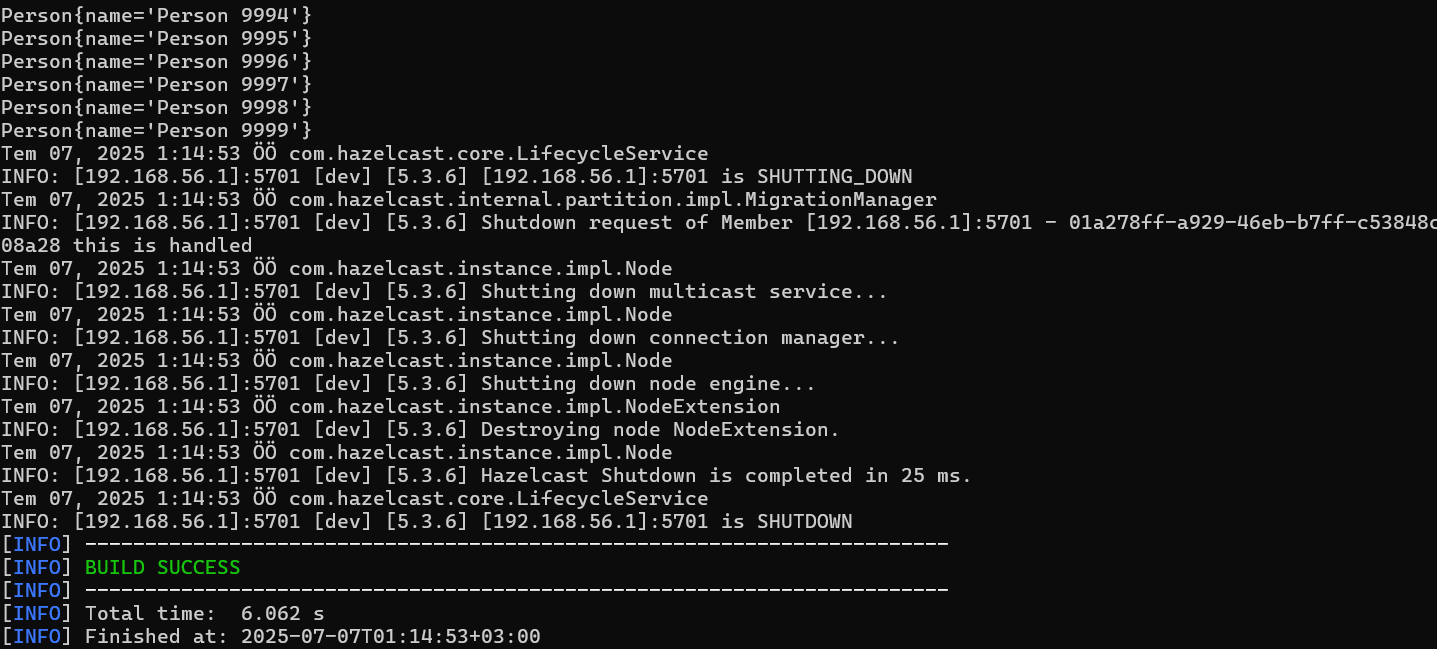 Person{name='Person 9994'}
Person{name='Person 9995'}
Person{name='Person 9996'}
Person{name='Person 9997'}
Person{name='Person 9998'}
Person{name='Person 9999'}
Tem 07, 2025 1:14:53 ÖÖ com.hazelcast.core.LifecycleService
INFO: [192.168.56.1]:5701 [dev] [5.3.6] [192.168.56.1]:5701 is SHUTTING_DOWN
Tem 07, 2025 1:14:53 ÖÖ com.hazelcast.internal.partition.impl.MigrationManager
INFO: [192.168.56.1]:5701 [dev] [5.3.6] Shutdown request of Member [192.168.56.1]:5701 - 01a278ff-a929-46eb-b7ff-c53848c
08a28 this is handled
Tem 07, 2025 1:14:53 ÖÖ com.hazelcast.instance.impl.Node
INFO: [192.168.56.1]:5701 [dev] [5.3.6] Shutting down multicast service...
Tem 07, 2025 1:14:53 ÖÖ com.hazelcast.instance.impl.Node
INFO: [192.168.56.1]:5701 [dev] [5.3.6] Shutting down connection manager...
Tem 07, 2025 1:14:53 ÖÖ com.hazelcast.instance.impl.Node
INFO: [192.168.56.1]:5701 [dev] [5.3.6] Shutting down node engine...
Tem 07, 2025 1:14:53 ÖÖ com.hazelcast.instance.impl.NodeExtension
INFO: [192.168.56.1]:5701 [dev] [5.3.6] Destroying node NodeExtension.
Tem 07, 2025 1:14:53 ÖÖ com.hazelcast.instance.impl.Node
INFO: [192.168.56.1]:5701 [dev] [5.3.6] Hazelcast Shutdown is completed in 25 ms.
Tem 07, 2025 1:14:53 ÖÖ com.hazelcast.core.LifecycleService
INFO: [192.168.56.1]:5701 [dev] [5.3.6] [192.168.56.1]:5701 is SHUTDOWN
[INFO] ------------------------------------------------------------------------
[INFO] BUILD SUCCESS
[INFO] ------------------------------------------------------------------------
[INFO] Total time:  6.062 s
[INFO] Finished at: 2025-07-07T01:14:53+03:00